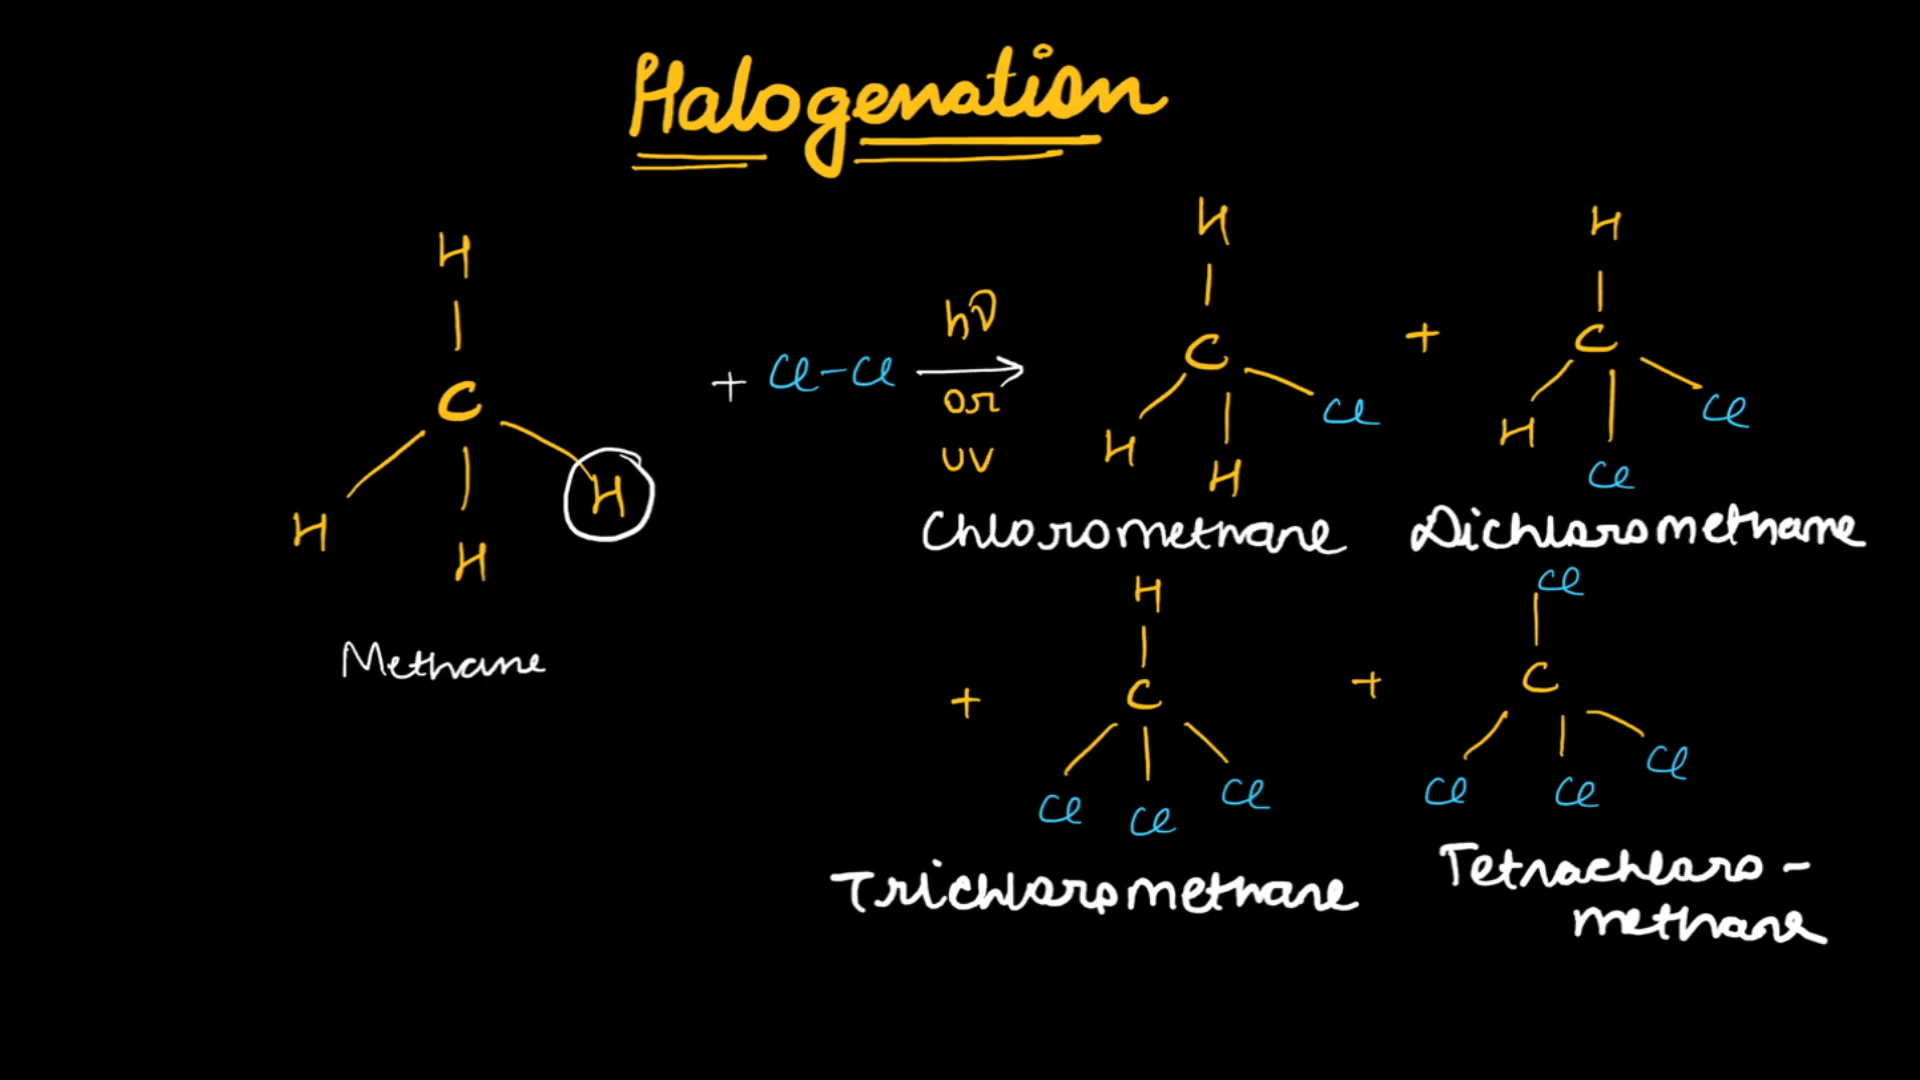 Halogenation
H
C
H
H
H
Methane
+ Cl-Cl
hν
or
UV
H
C
H
H
Cl
Chloromethane
+
H
C
H
Cl
Cl
Dichloromethane
+
H
C
Cl
Cl
Cl
Trichloromethane
+
Cl
C
Cl
Cl
Cl
Tetrachloro-
methane